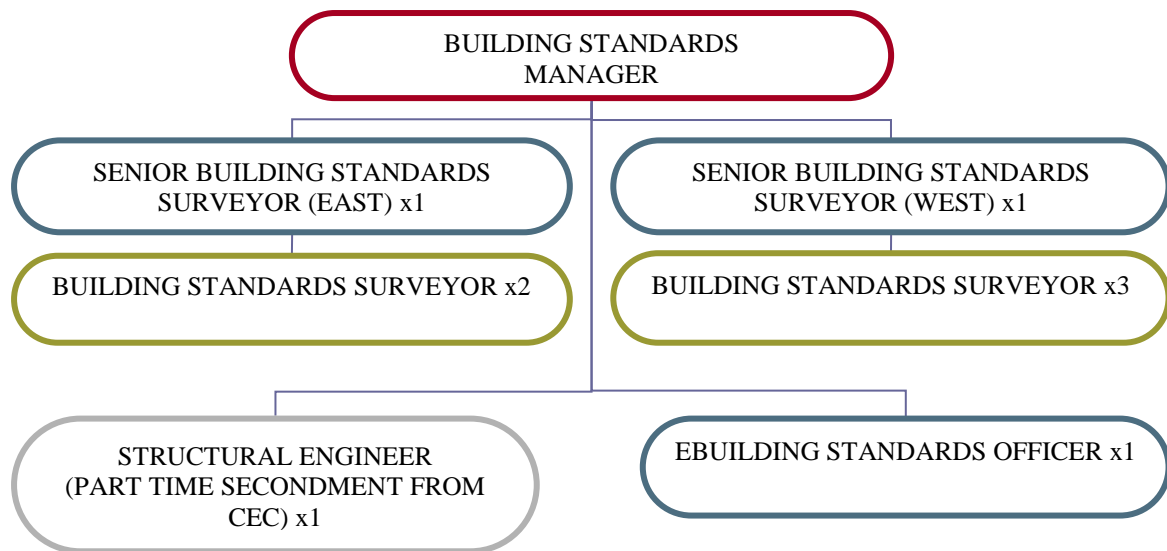 BUILDING STANDARDS
MANAGER
SENIOR BUILDING STANDARDS
SURVEYOR (EAST) x1
SENIOR BUILDING STANDARDS
SURVEYOR (WEST) x1
BUILDING STANDARDS SURVEYOR x2
BUILDING STANDARDS SURVEYOR x3
STRUCTURAL ENGINEER
(PART TIME SECONDMENT FROM
CEC) x1
EBUILDING STANDARDS OFFICER x1